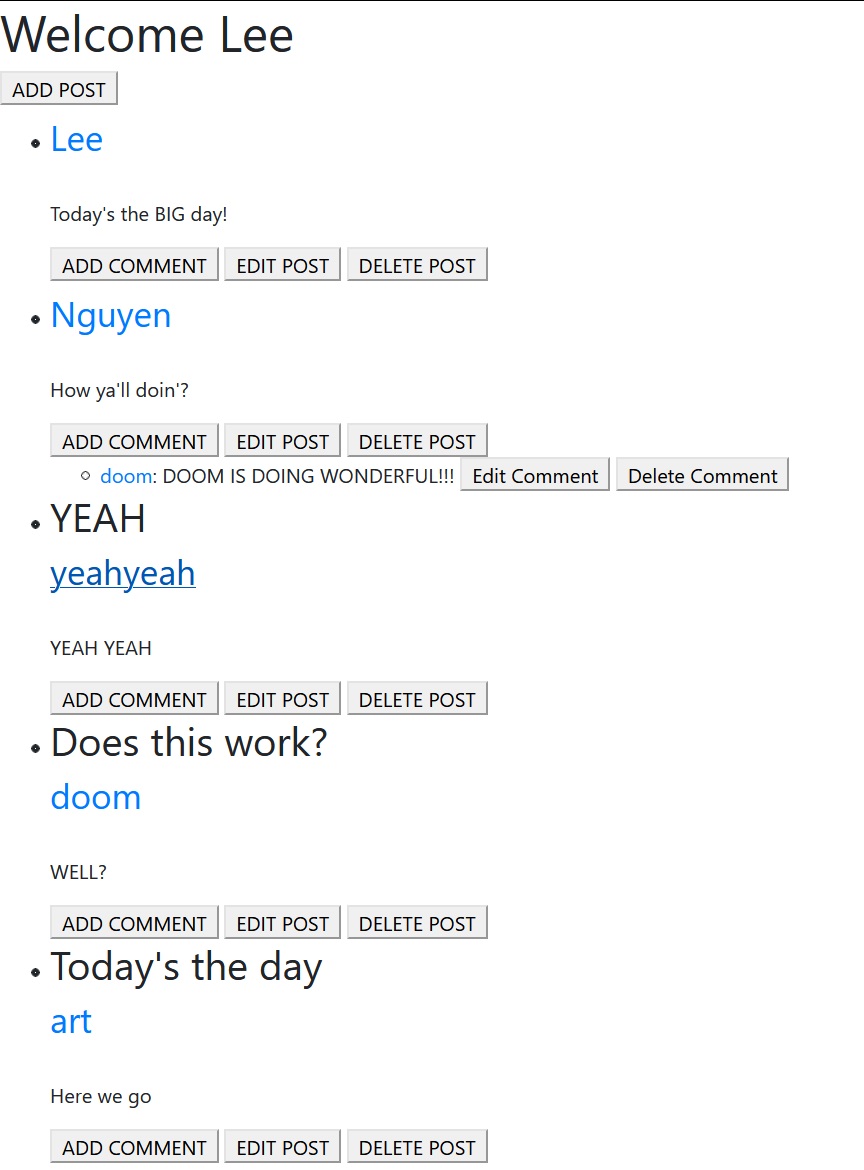 Welcome Lee
ADD POST
Lee
Today's the BIG day!
ADD COMMENT EDIT POST DELETE POST
Nguyen
How ya'll doin'?
ADD COMMENT EDIT POST DELETE POST
doom: DOOM IS DOING WONDERFUL!!! Edit Comment Delete Comment
YEAH
yeahyeah
YEAH YEAH
ADD COMMENT EDIT POST DELETE POST
Does this work?
doom
WELL?
ADD COMMENT EDIT POST DELETE POST
Today's the day
art
Here we go
ADD COMMENT EDIT POST DELETE POST